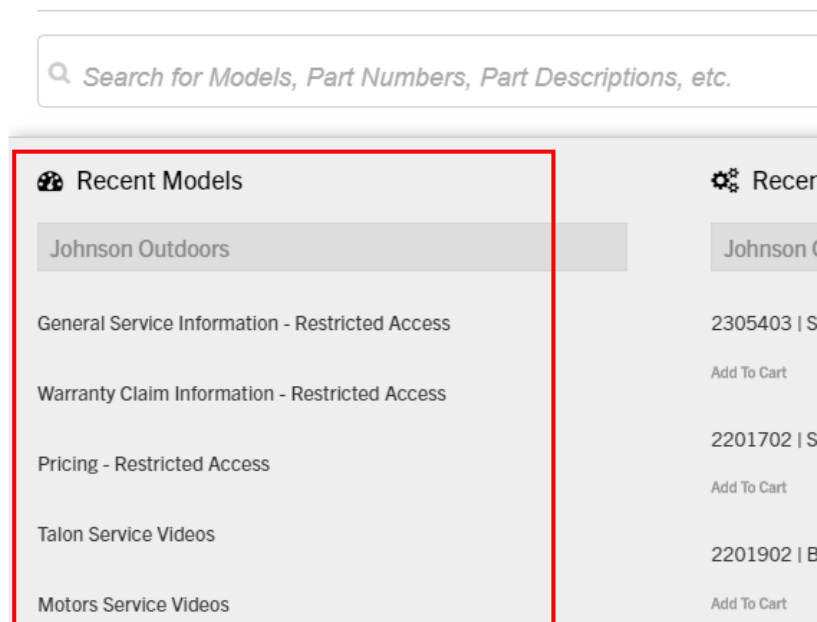 Search for Models, Part Numbers, Part Descriptions, etc.
Recent Models
Johnson Outdoors
General Service Information - Restricted Access
Warranty Claim Information - Restricted Access
Pricing - Restricted Access
Talon Service Videos
Motors Service Videos
Johnson
2305403 |
Add To Cart
2201702 |
Add To Cart
2201902 |
Add To Cart